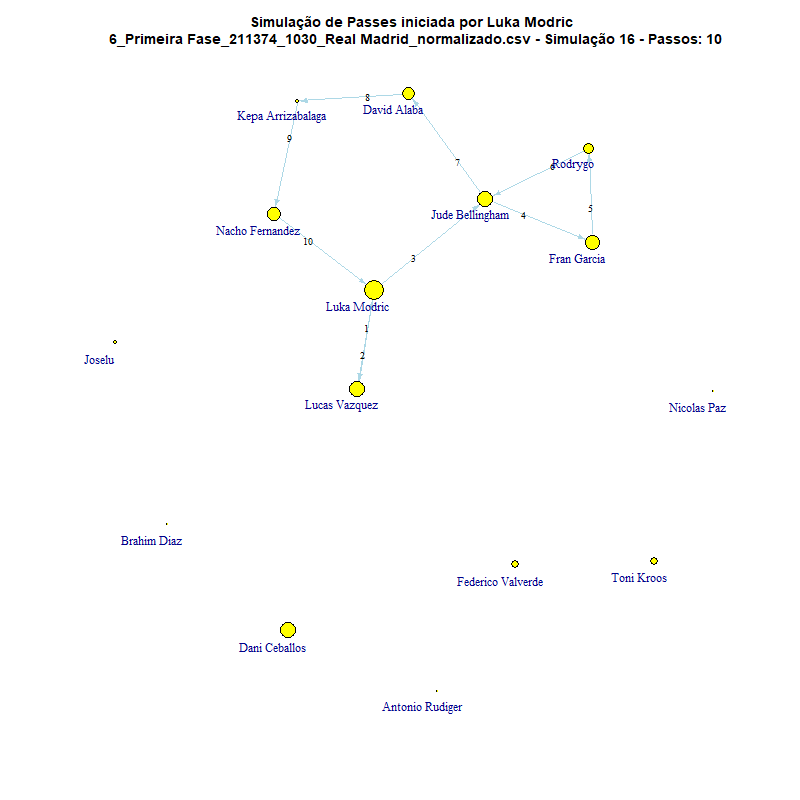 Simulação de Passes iniciada por Luka Modric
6_Primeira Fase_211374_1030_Real Madrid_normalizado.csv - Simulação 16 - Passos: 10
8
Kepa Arrizabalaga
David Alaba
9
7
6
Rodrygo
5
Jude Bellingham
4
Nacho Fernandez
10
3
Fran Garcia
Luka Modric
1
2
Joselu
Lucas Vazquez
Nicolas Paz
Brahim Diaz
Federico Valverde
Toni Kroos
Dani Ceballos
Antonio Rudiger